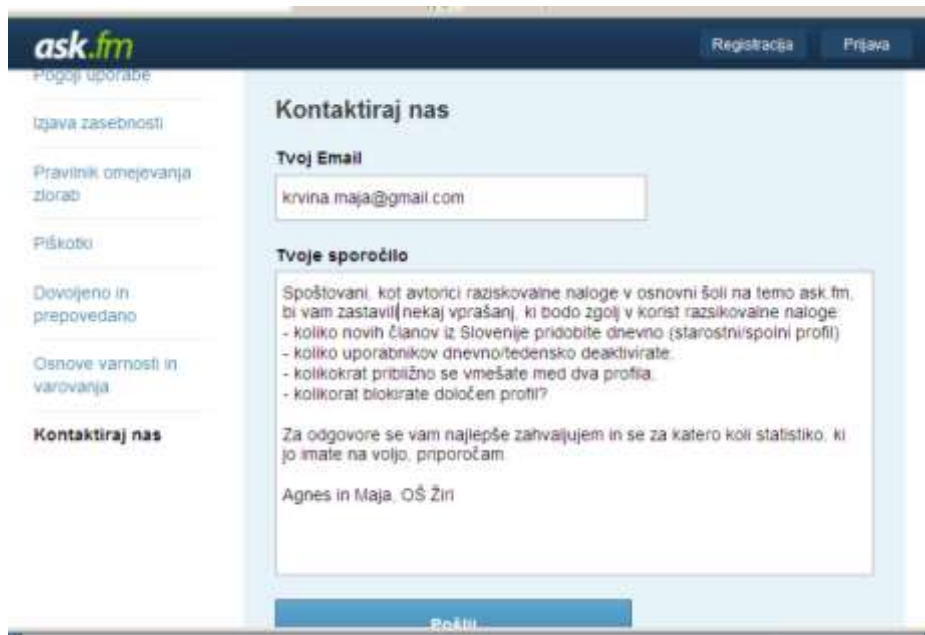 ask.fm
Registracija
Prijava
Pogoji uporabe
Izjava zasebnosti
Pravilnik omejevanja
zlorab
Piškotki
Dovoljeno in
prepovedano
Osnove varnosti in
varovanja
Kontaktiraj nas
Kontaktiraj nas
Tvoj Email
krvina.maja@gmail.com
Tvoje sporočilo
Spoštovani, kot avtorici raziskovalne naloge v osnovni šoli na temo ask.fm,
bi vam zastavili nekaj vprašanj, ki bodo zgolj v korist razsikovalne naloge:
- koliko novih članov iz Slovenije pridobite dnevno (starostni/spolni profil)
- koliko uporabnikov dnevno/tedensko deaktivirate,
- kolikokrat približno se vmešate med dva profila,
- kolikorat blokirate določen profil?
Za odgovore se vam najlepše zahvaljujem in se za katero koli statistiko, ki
jo imate na voljo, priporočam.
Agnes in Maja, OŠ Žiri
Pošlji...